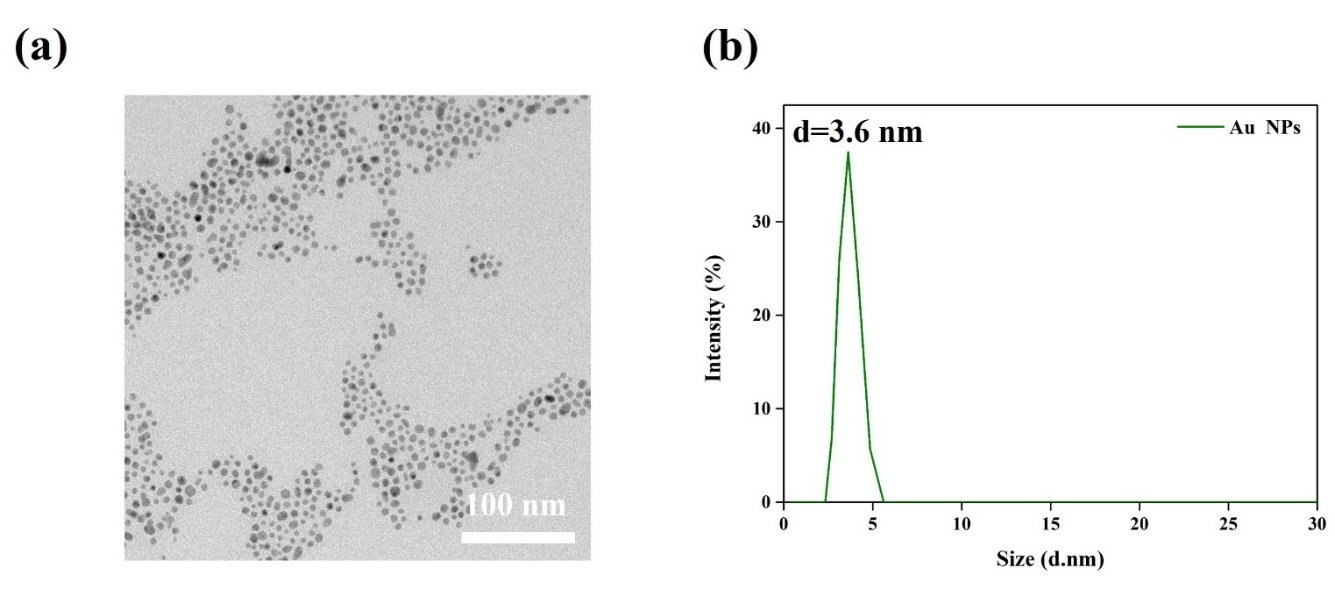 (a)
(b)
100 nm
d=3.6 nm
Au NPs
Intensity (%)
40
30
20
10
0
0 5 10 15 20 25 30
Size (d.nm)